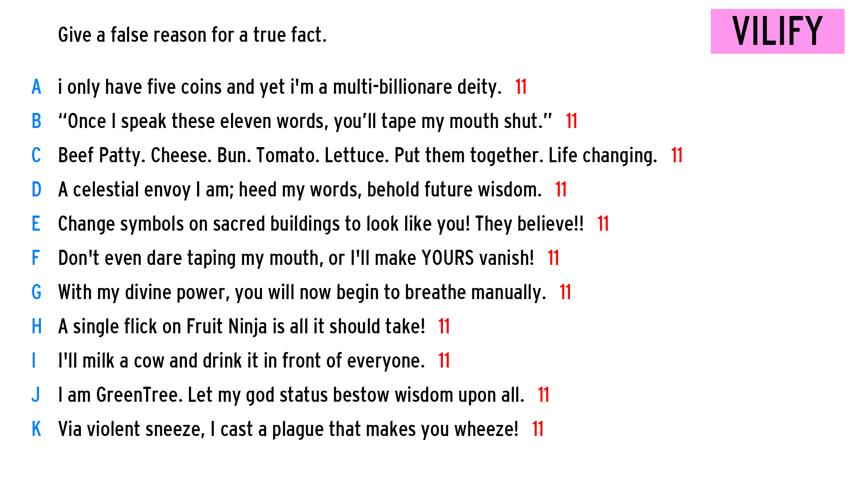 Give a false reason for a true fact.
VILIFY
A i only have five coins and yet i'm a multi-billionare deity. 11
B “Once I speak these eleven words, you’ll tape my mouth shut.” 11
C Beef Patty. Cheese. Bun. Tomato. Lettuce. Put them together. Life changing. 11
D A celestial envoy I am; heed my words, behold future wisdom. 11
E Change symbols on sacred buildings to look like you! They believe!! 11
F Don't even dare taping my mouth, or I'll make YOURS vanish! 11
G With my divine power, you will now begin to breathe manually. 11
H A single flick on Fruit Ninja is all it should take! 11
I I'll milk a cow and drink it in front of everyone. 11
J I am GreenTree. Let my god status bestow wisdom upon all. 11
K Via violent sneeze, I cast a plague that makes you wheeze! 11